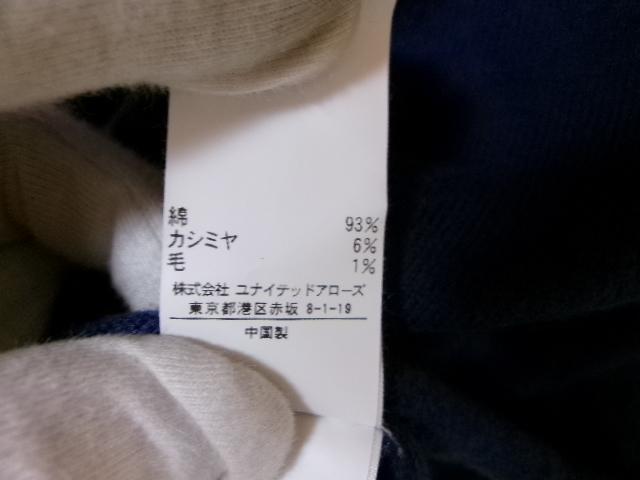 綿 93%
カシミヤ 6%
毛 1%
株式会社 ユナイテッドアローズ
東京都港区赤坂 8-1-19
中国製